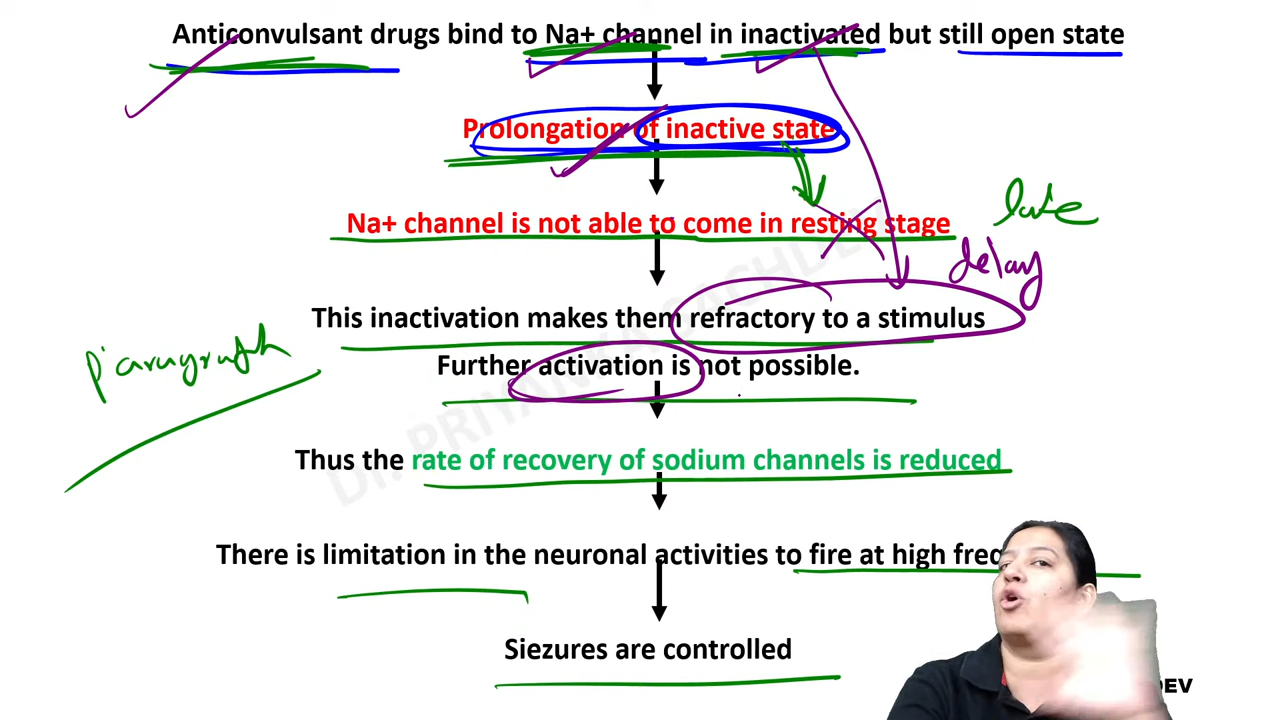 Anticonvulsant drugs bind to Na+ channel in inactivated but still open state
Prolongation of inactive state
Na+ channel is not able to come in resting stage
late
delay
This inactivation makes them refractory to a stimulus
Further activation is not possible.
Paragraph
Thus the rate of recovery of sodium channels is reduced
There is limitation in the neuronal activities to fire at high
Siezures are controlled